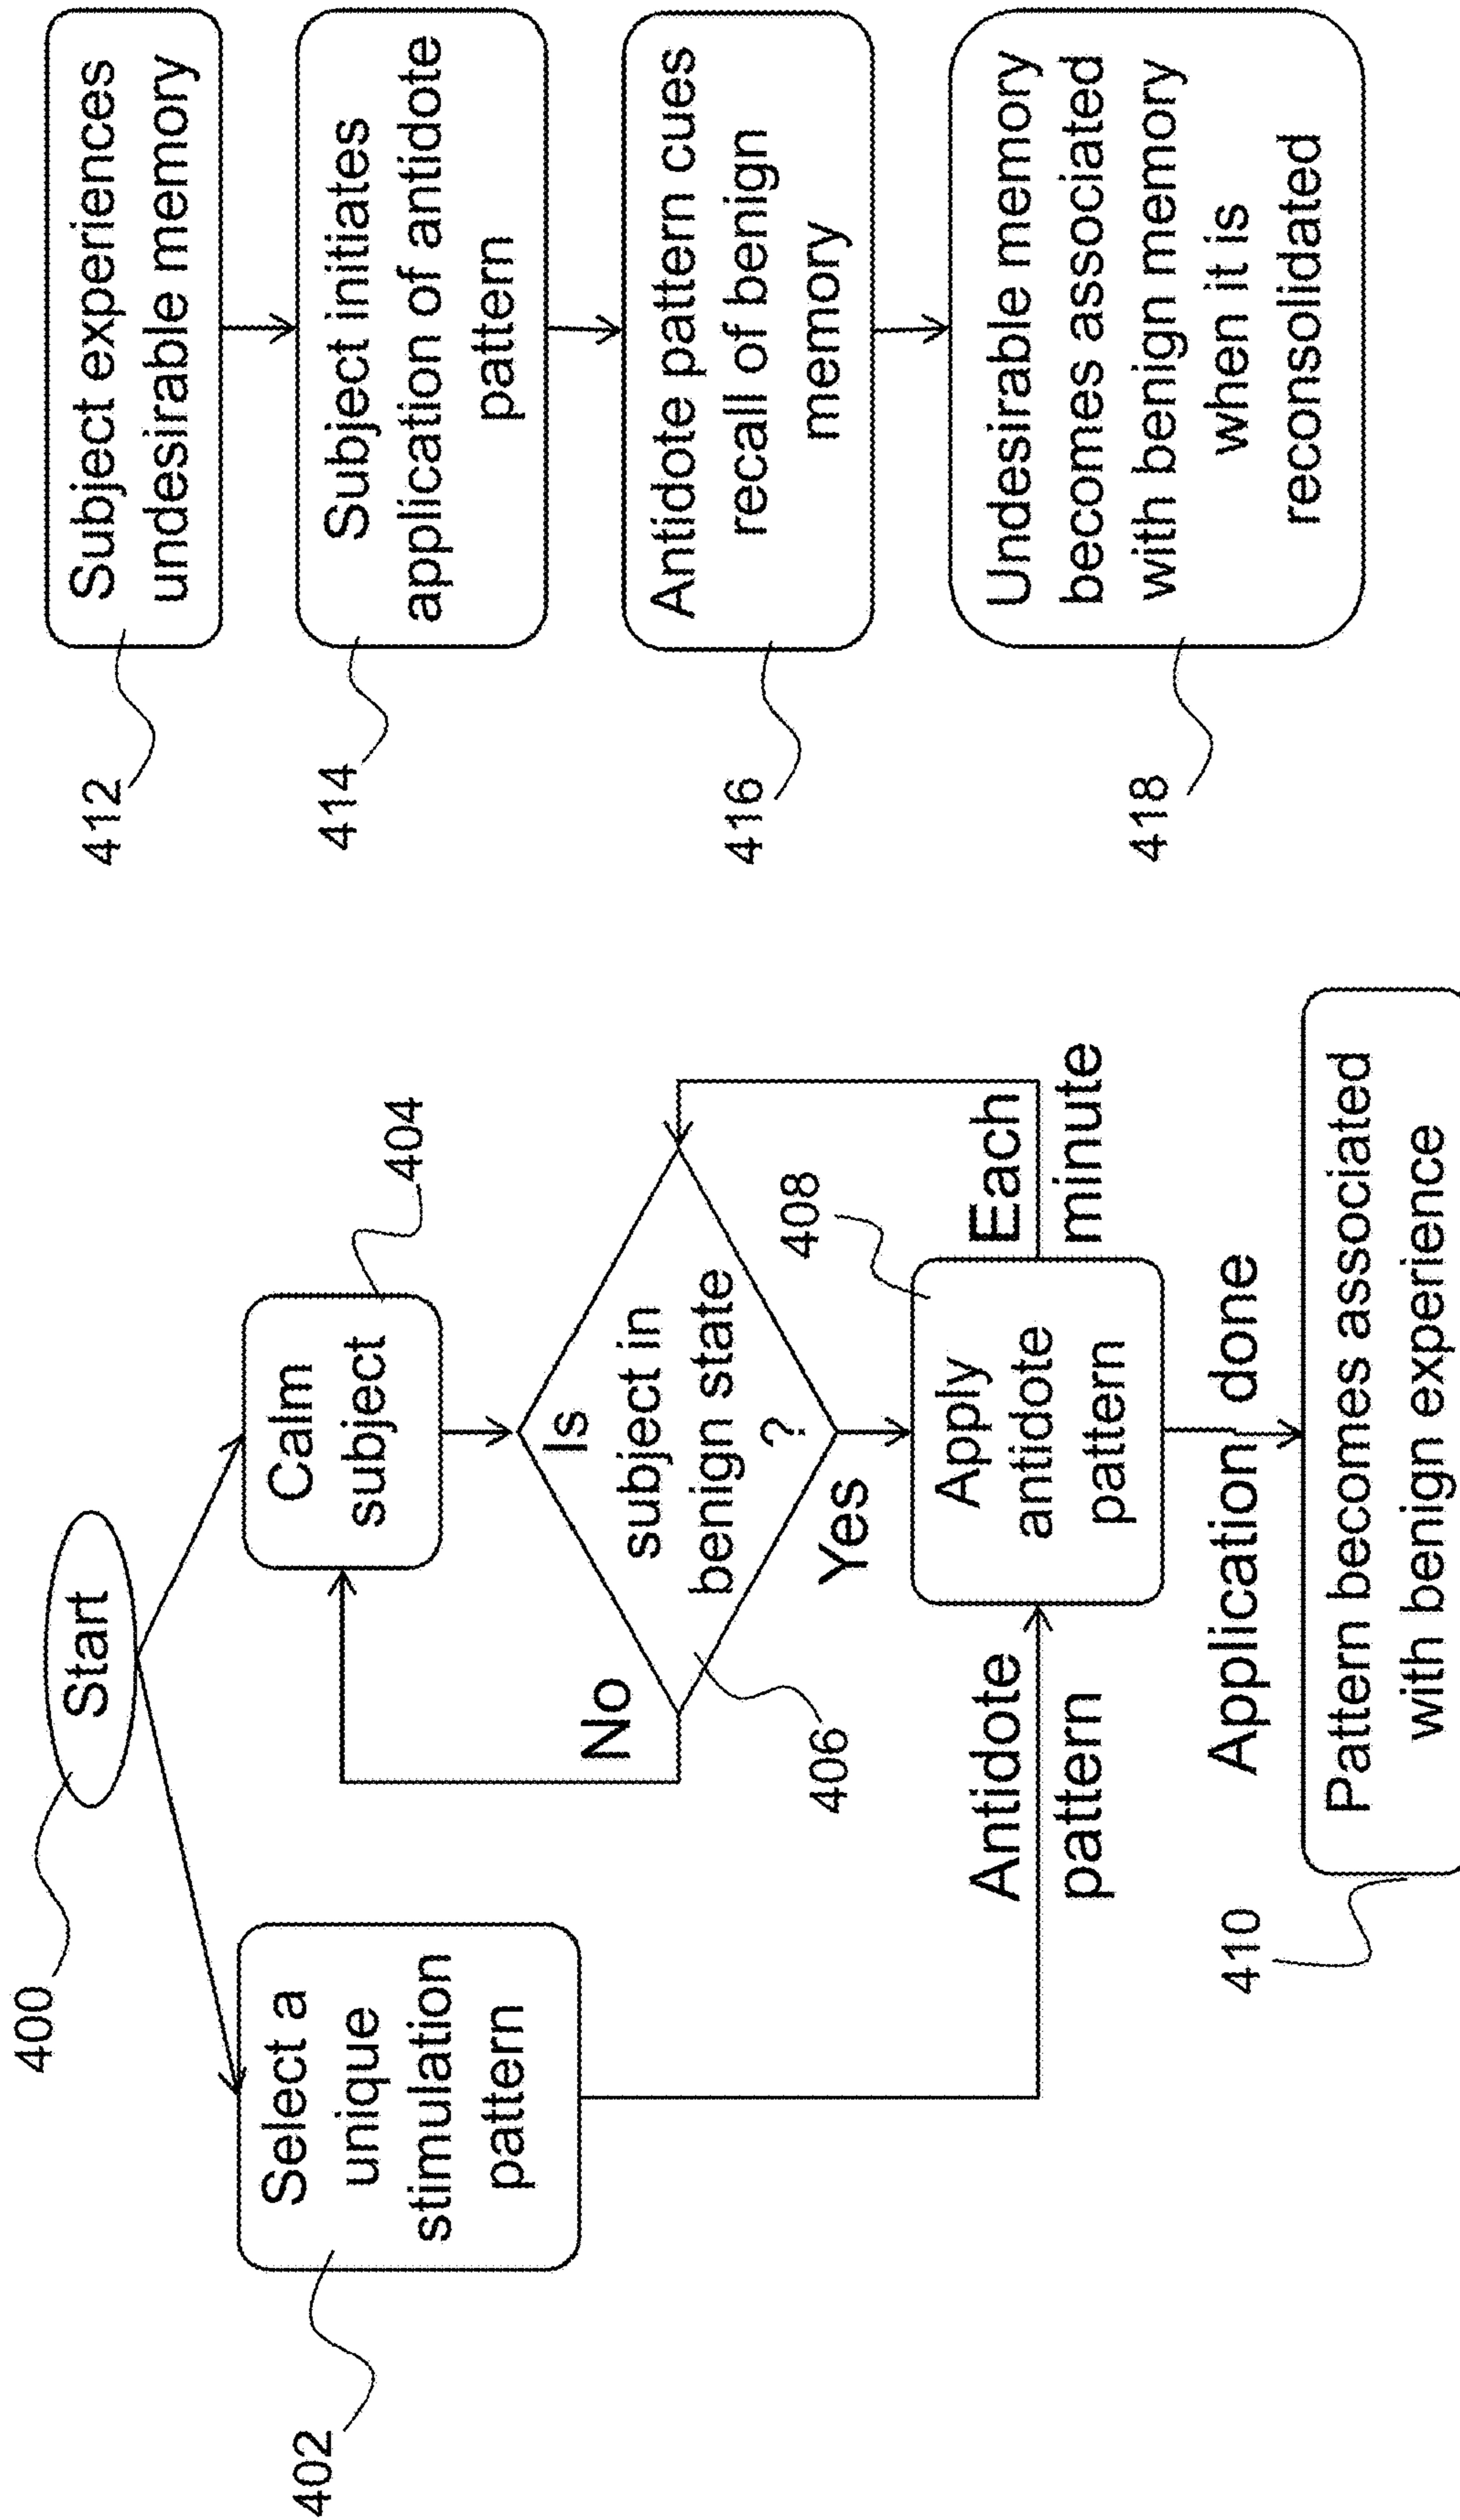 400
Start
402
Select a
unique
stimulation
pattern
Calm
subject
404
No
Is
subject in
benign state
?
406
Yes
Antidote
pattern
408
Apply
antidote
pattern
Each
minute
Application done
410
Pattern becomes associated
with benign experience
412
Subject experiences
undesirable memory
414
Subject initiates
application of antidote
pattern
416
Antidote pattern cues
recall of benign
memory
418
Undesirable memory
becomes associated
with benign memory
when it is
reconsolidated